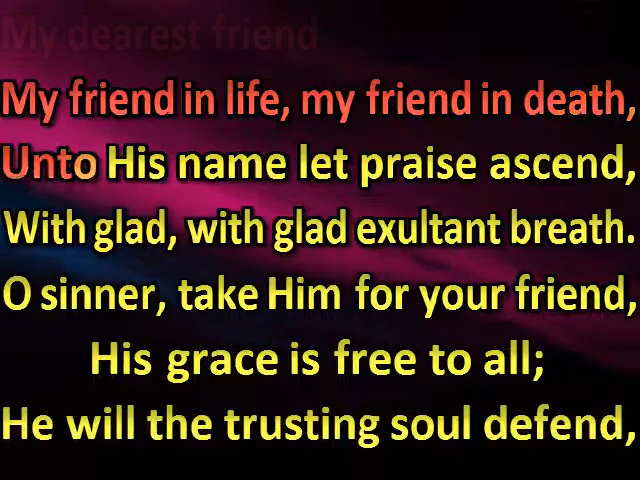 My dearest friend
My friend in life, my friend in death,
Unto His name let praise ascend,
With glad, with glad exultant breath.
O sinner, take Him for your friend,
His grace is free to all;
He will the trusting soul defend,